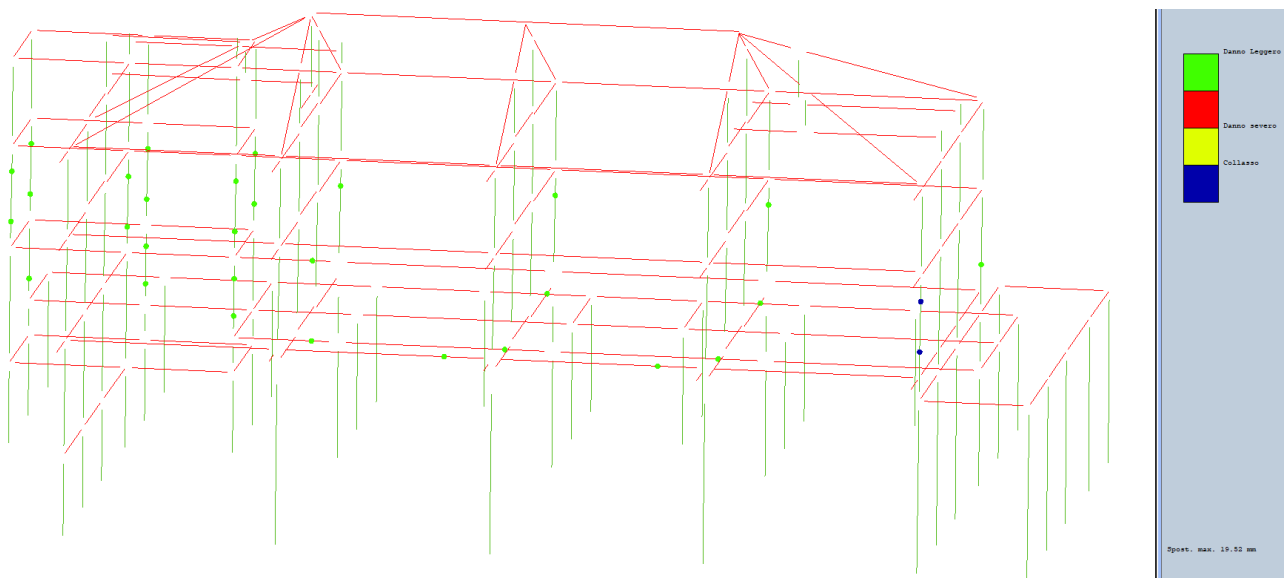 Danno Leggero
Danno severo
Collasso
Spost. max. 19.52 mm